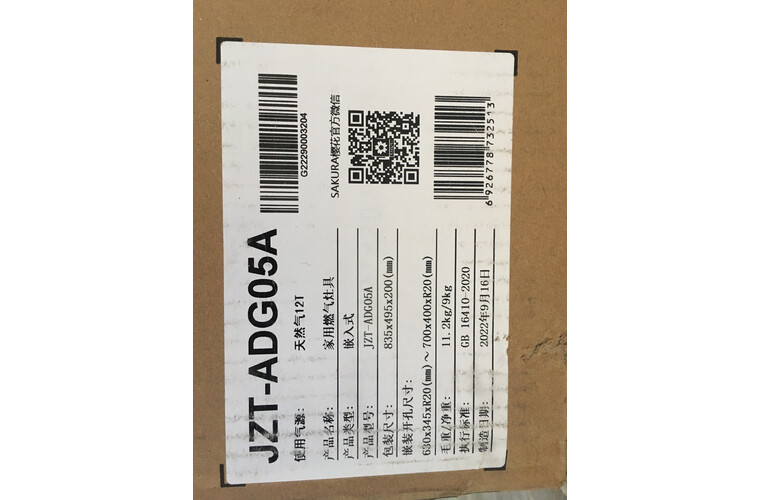 JZT-ADG05A
G22290003204
使用气源: 天然气12T
SAKURA樱花官方微信
产品名称: 家用燃气灶具
产品类型: 嵌入式
产品型号: JZT-ADG05A
包装尺寸: 835x495x200(mm)
嵌装开孔尺寸:
630x345xR20(mm)～700x400xR20(mm)
毛重/净重: 11.2kg/9kg
执行标准: GB 16410-2020
制造日期: 2022年9月16日
6 926778 732513